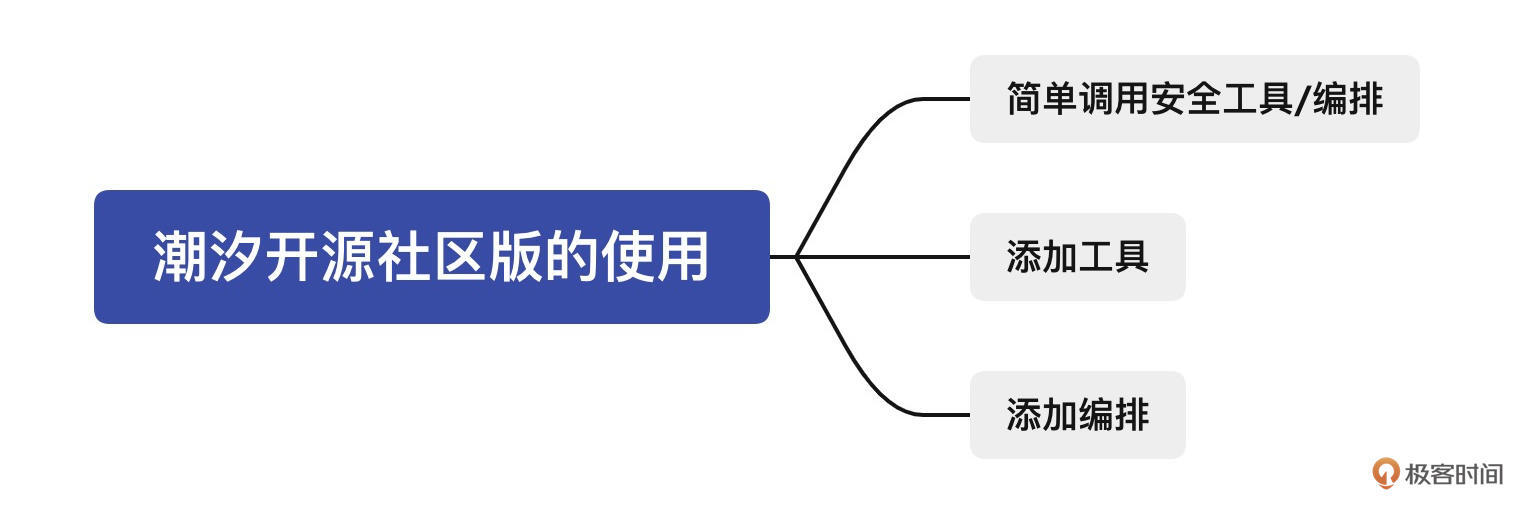 简单调用安全工具/编排
潮汐开源社区版的使用
添加工具
添加编排
极客时间